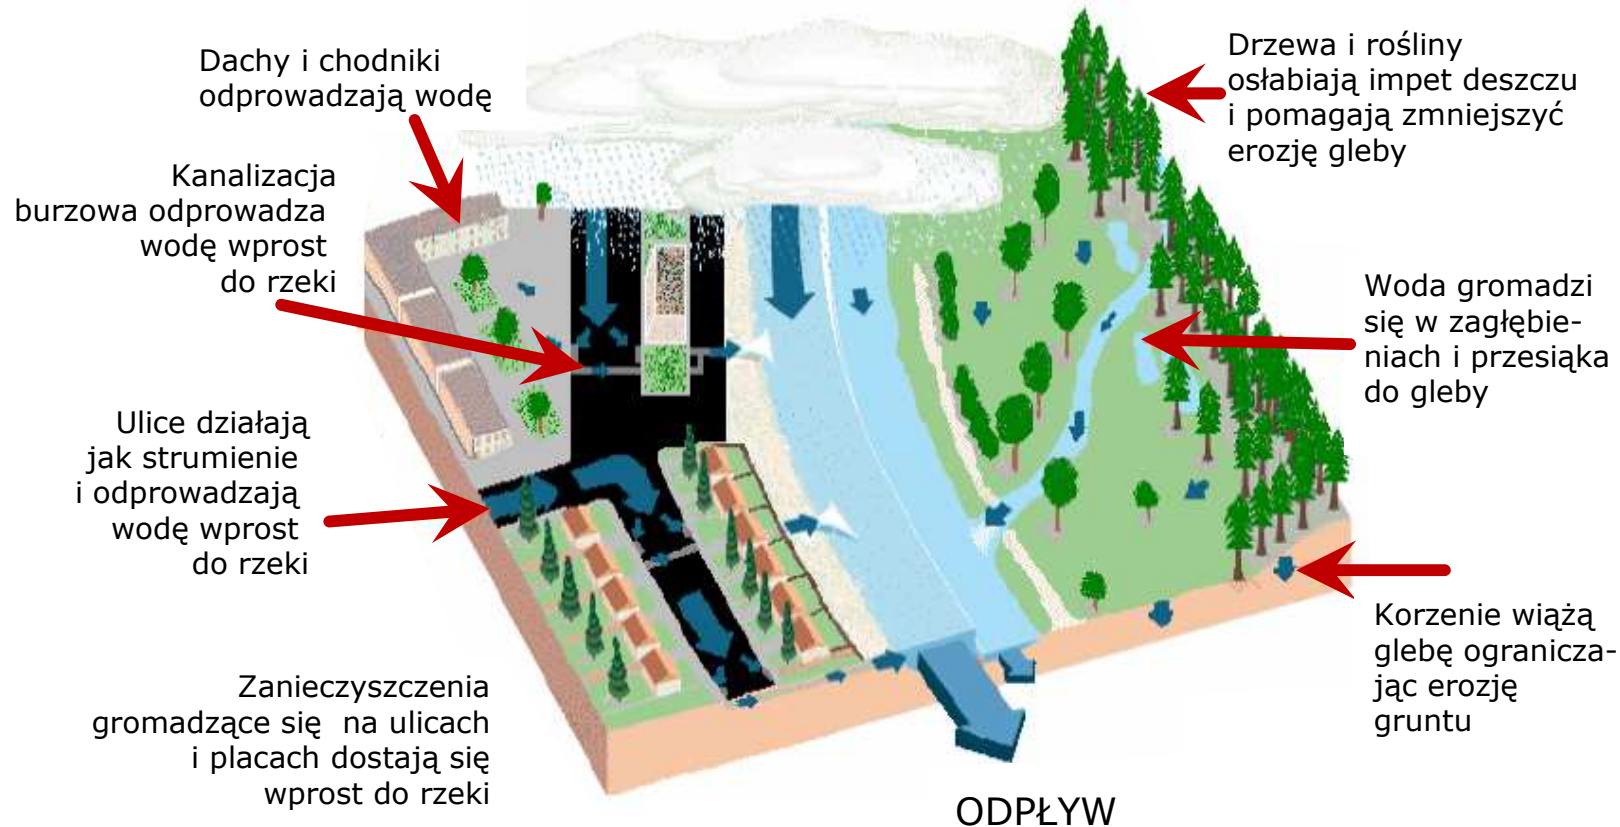 Dachy i chodniki
odprowadzają wodę
Kanalizacja
burzowa odprowadza
wodę wprost
do rzeki
Ulice działają
jak strumienie
i odprowadzają
wodę wprost
do rzeki
Zanieczyszczenia
gromadzące się  na ulicach
i placach dostają się
wprost do rzeki
Drzewa i rośliny
osłabiają impet deszczu
i pomagają zmniejszyć
erozję gleby
Woda gromadzi
się w zagłębie-
niach i przesiąka
do gleby
Korzenie wiążą
glebę ogranicza-
jąc erozję
gruntu
ODPŁYW